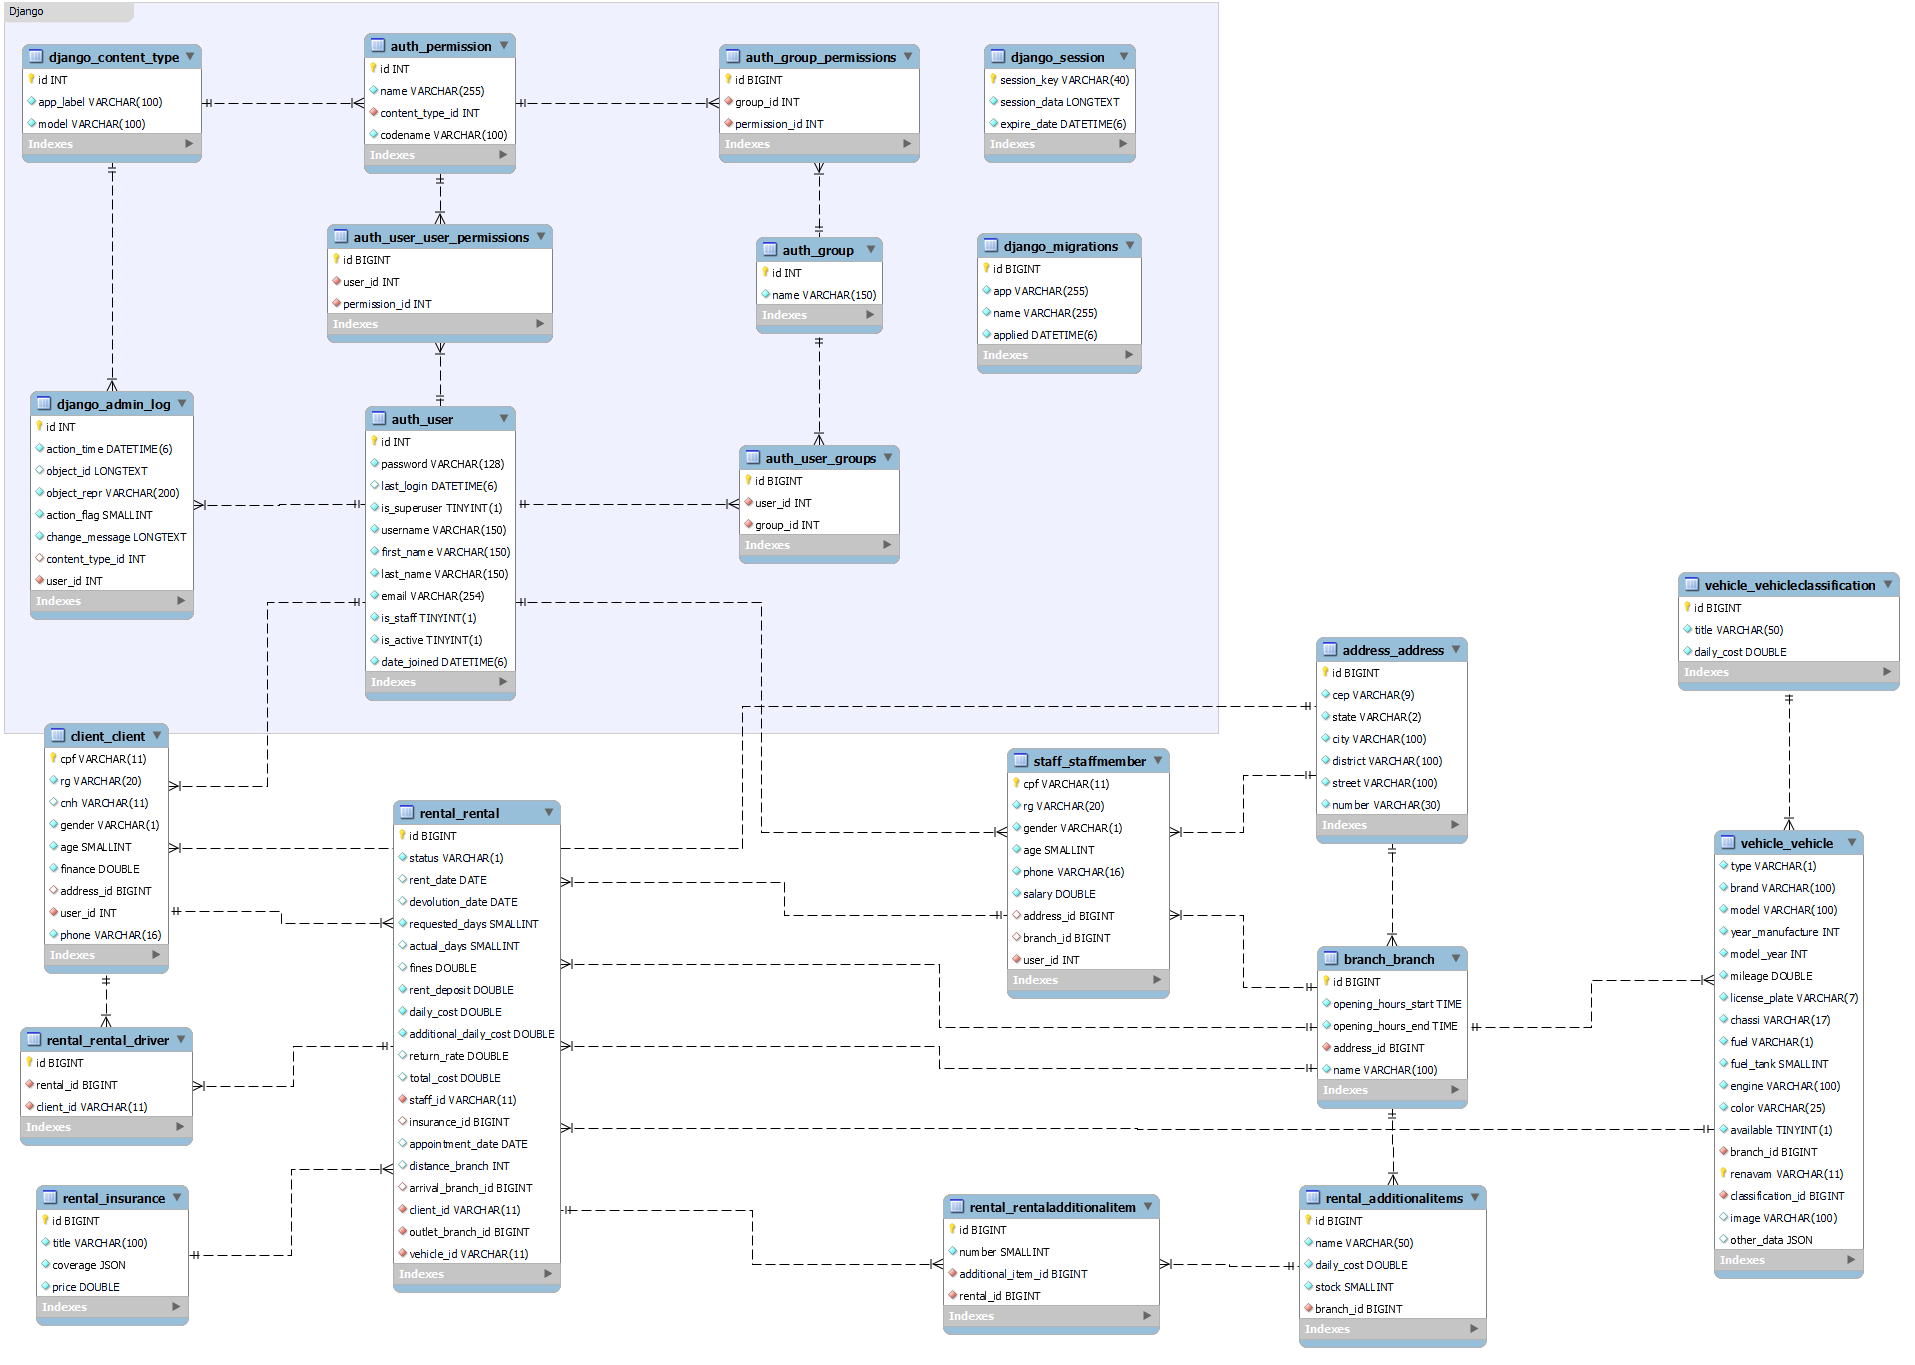 Django
django_content_type
id INT
app_label VARCHAR(100)
model VARCHAR(100)
Indexes
auth_permission
id INT
name VARCHAR(255)
content_type_id INT
codename VARCHAR(100)
Indexes
auth_group_permissions
id BIGINT
group_id INT
permission_id INT
Indexes
django_session
session_key VARCHAR(40)
session_data LONGTEXT
expire_date DATETIME(6)
Indexes
auth_user_user_permissions
id BIGINT
user_id INT
permission_id INT
Indexes
auth_group
id INT
name VARCHAR(150)
Indexes
django_migrations
id BIGINT
app VARCHAR(255)
name VARCHAR(255)
applied DATETIME(6)
Indexes
django_admin_log
id INT
action_time DATETIME(6)
object_id LONGTEXT
object_repr VARCHAR(200)
action_flag SMALLINT
change_message LONGTEXT
content_type_id INT
user_id INT
Indexes
auth_user
id INT
password VARCHAR(128)
last_login DATETIME(6)
is_superuser TINYINT(1)
username VARCHAR(150)
first_name VARCHAR(150)
last_name VARCHAR(150)
email VARCHAR(254)
is_staff TINYINT(1)
is_active TINYINT(1)
date_joined DATETIME(6)
Indexes
auth_user_groups
id BIGINT
user_id INT
group_id INT
Indexes
vehicle_vehicleclassification
id BIGINT
title VARCHAR(50)
daily_cost DOUBLE
Indexes
address_address
id BIGINT
cep VARCHAR(9)
state VARCHAR(2)
city VARCHAR(100)
district VARCHAR(100)
street VARCHAR(100)
number VARCHAR(30)
Indexes
client_client
cpf VARCHAR(11)
rg VARCHAR(20)
cnh VARCHAR(11)
gender VARCHAR(1)
age SMALLINT
finance DOUBLE
address_id BIGINT
user_id INT
phone VARCHAR(16)
Indexes
rental_rental
id BIGINT
status VARCHAR(1)
rent_date DATE
devolution_date DATE
requested_days SMALLINT
actual_days SMALLINT
fines DOUBLE
rent_deposit DOUBLE
daily_cost DOUBLE
additional_daily_cost DOUBLE
return_rate DOUBLE
total_cost DOUBLE
staff_id VARCHAR(11)
insurance_id BIGINT
appointment_date DATE
distance_branch INT
arrival_branch_id BIGINT
client_id VARCHAR(11)
outlet_branch_id BIGINT
vehicle_id VARCHAR(11)
Indexes
staff_staffmember
cpf VARCHAR(11)
rg VARCHAR(20)
gender VARCHAR(1)
age SMALLINT
phone VARCHAR(16)
salary DOUBLE
address_id BIGINT
branch_id BIGINT
user_id INT
Indexes
vehicle_vehicle
type VARCHAR(1)
brand VARCHAR(100)
model VARCHAR(100)
year_manufacture INT
model_year INT
mileage DOUBLE
license_plate VARCHAR(7)
chassi VARCHAR(17)
fuel VARCHAR(1)
fuel_tank SMALLINT
engine VARCHAR(100)
color VARCHAR(25)
available TINYINT(1)
branch_id BIGINT
renavam VARCHAR(11)
classification_id BIGINT
image VARCHAR(100)
other_data JSON
Indexes
branch_branch
id BIGINT
opening_hours_start TIME
opening_hours_end TIME
address_id BIGINT
name VARCHAR(100)
Indexes
rental_rental_driver
id BIGINT
rental_id BIGINT
client_id VARCHAR(11)
Indexes
rental_insurance
id BIGINT
title VARCHAR(100)
coverage JSON
price DOUBLE
Indexes
rental_rentaladditionalitem
id BIGINT
number SMALLINT
additional_item_id BIGINT
rental_id BIGINT
Indexes
rental_additionalitems
id BIGINT
name VARCHAR(50)
daily_cost DOUBLE
stock SMALLINT
branch_id BIGINT
Indexes